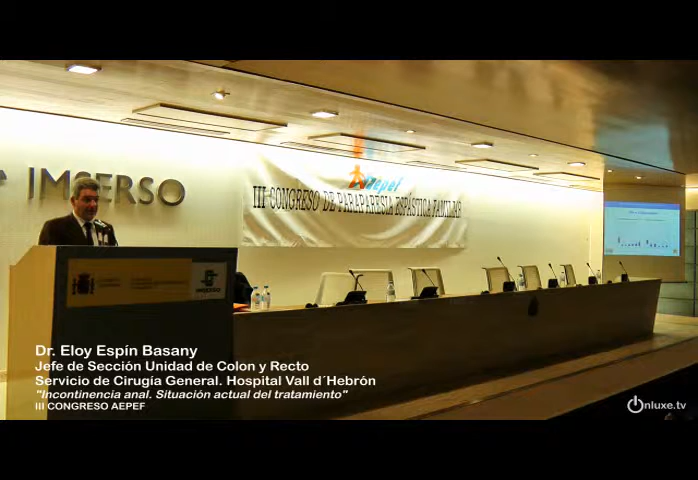 IMSERSO
aepef
III CONGRESO DE PARAPARESIA ESPÁSTICA FAMILIAR
IMSERSO
Dr. Eloy Espín Basany
Jefe de Sección Unidad de Colon y Recto
Servicio de Cirugía General. Hospital Vall d´Hebrón
"Incontinencia anal. Situación actual del tratamiento"
III CONGRESO AEPEF
Onluxe.tv